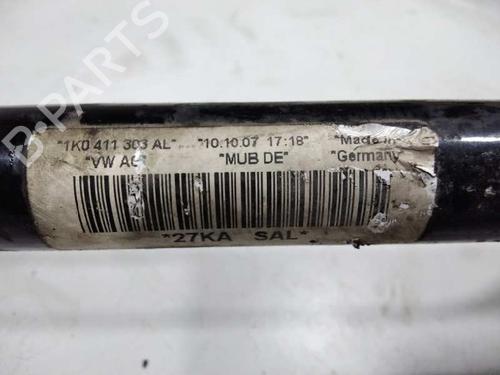 "1K0 411 303 AL" "10.10.07 17:18" "Made in
"VW AG" "MUB DE" "Germany
*27KA SAL*
B-PARTS